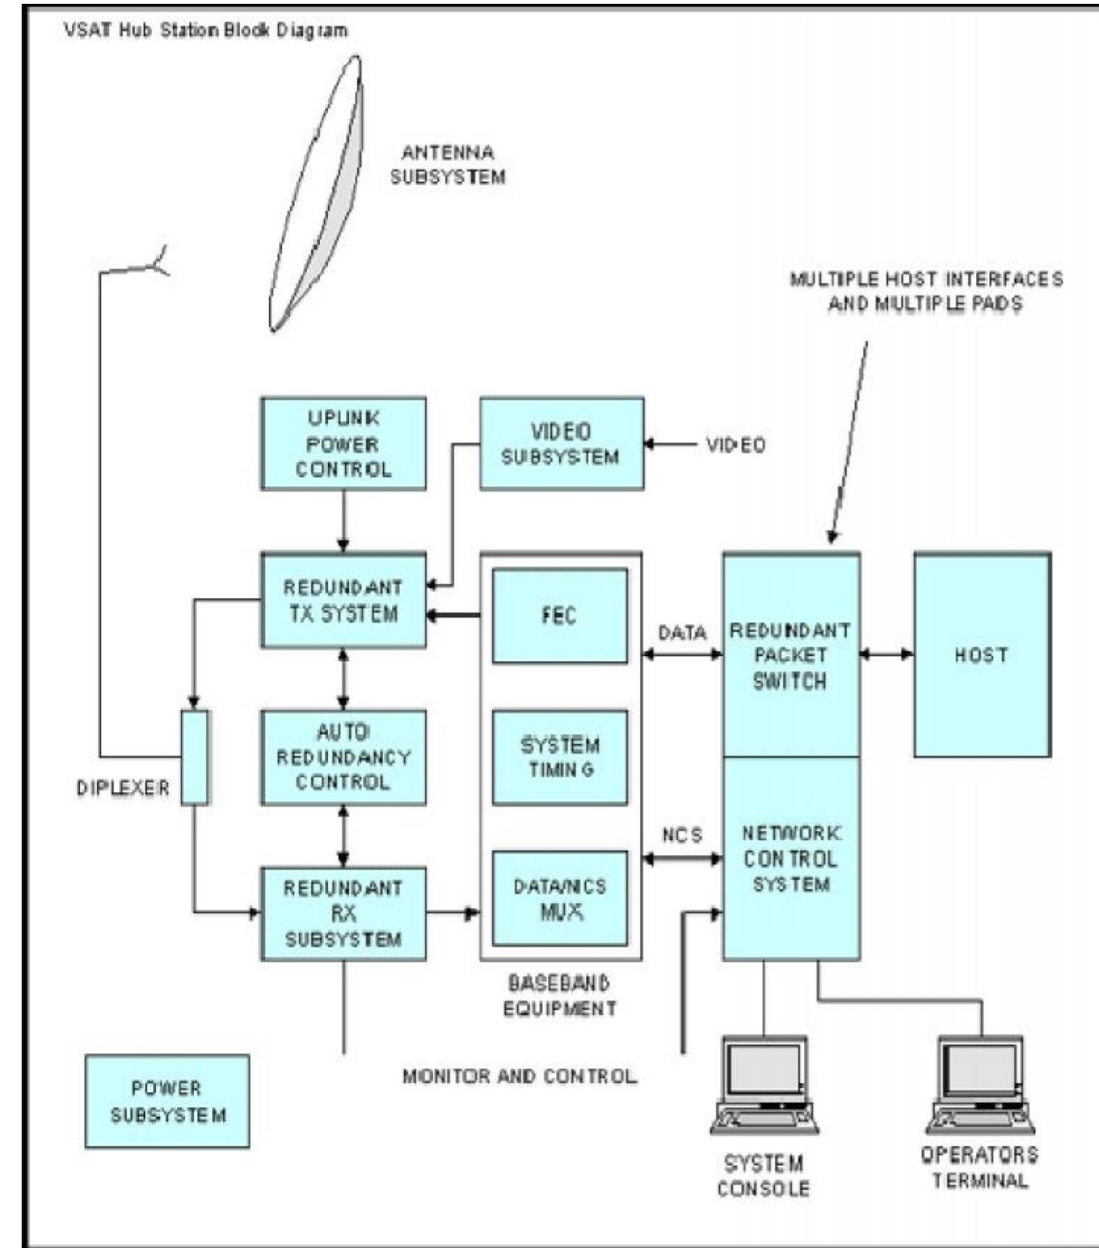 VSAT Hub Station Block Diagram
ANTENNA
SUBSYSTEM
MULTIPLE HOST INTERFACES
AND MULTIPLE PADS
UPLINK
POWER
CONTROL
VIDEO
SUBSYSTEM
VIDEO
REDUNDANT
TX SYSTEM
FEC
DATA
REDUNDANT
PACKET
SWITCH
HOST
AUTO
REDUNDANCY
CONTROL
SYSTEM
TIMING
DIPLEXER
NCS
NETWORK
CONTROL
SYSTEM
REDUNDANT
RX
SUBSYSTEM
DATA/NCS
MUX
BASEBAND
EQUIPMENT
MONITOR AND CONTROL
POWER
SUBSYSTEM
SYSTEM
CONSOLE
OPERATORS
TERMINAL